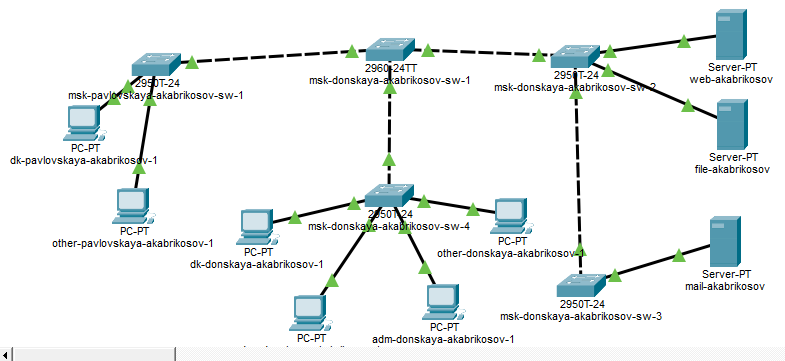 2950T-24
msk-pavlovskaya-akabrikosov-sw-1
2960-24TT
msk-donskaya-akabrikosov-sw-1
2950T-24
msk-donskaya-akabrikosov-sw-2
Server-PT
web-akabrikosov
PC-PT
dk-pavlovskaya-akabrikosov-1
Server-PT
file-akabrikosov
PC-PT
other-pavlovskaya-akabrikosov-1
2950T-24
msk-donskaya-akabrikosov-sw-4
PC-PT
dk-donskaya-akabrikosov-1
PC-PT
other-donskaya-akabrikosov-1
Server-PT
mail-akabrikosov
2950T-24
msk-donskaya-akabrikosov-sw-3
PC-PT
PC-PT
adm-donskaya-akabrikosov-1